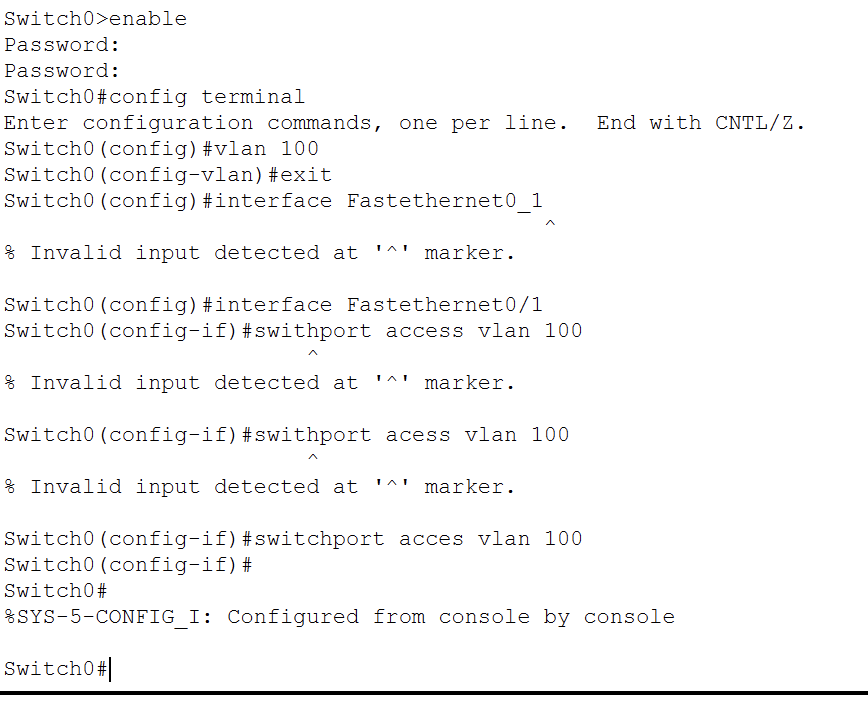 Switch0>enable
Password:
Password:
Switch0#config terminal
Enter configuration commands, one per line.  End with CNTL/Z.
Switch0(config)#vlan 100
Switch0(config-vlan)#exit
Switch0(config)#interface Fastethernet0_1
^
% Invalid input detected at '^' marker.
Switch0(config)#interface Fastethernet0/1
Switch0(config-if)#swithport access vlan 100
^
% Invalid input detected at '^' marker.
Switch0(config-if)#swithport acess vlan 100
^
% Invalid input detected at '^' marker.
Switch0(config-if)#switchport acces vlan 100
Switch0(config-if)#
Switch0#
%SYS-5-CONFIG_I: Configured from console by console
Switch0#